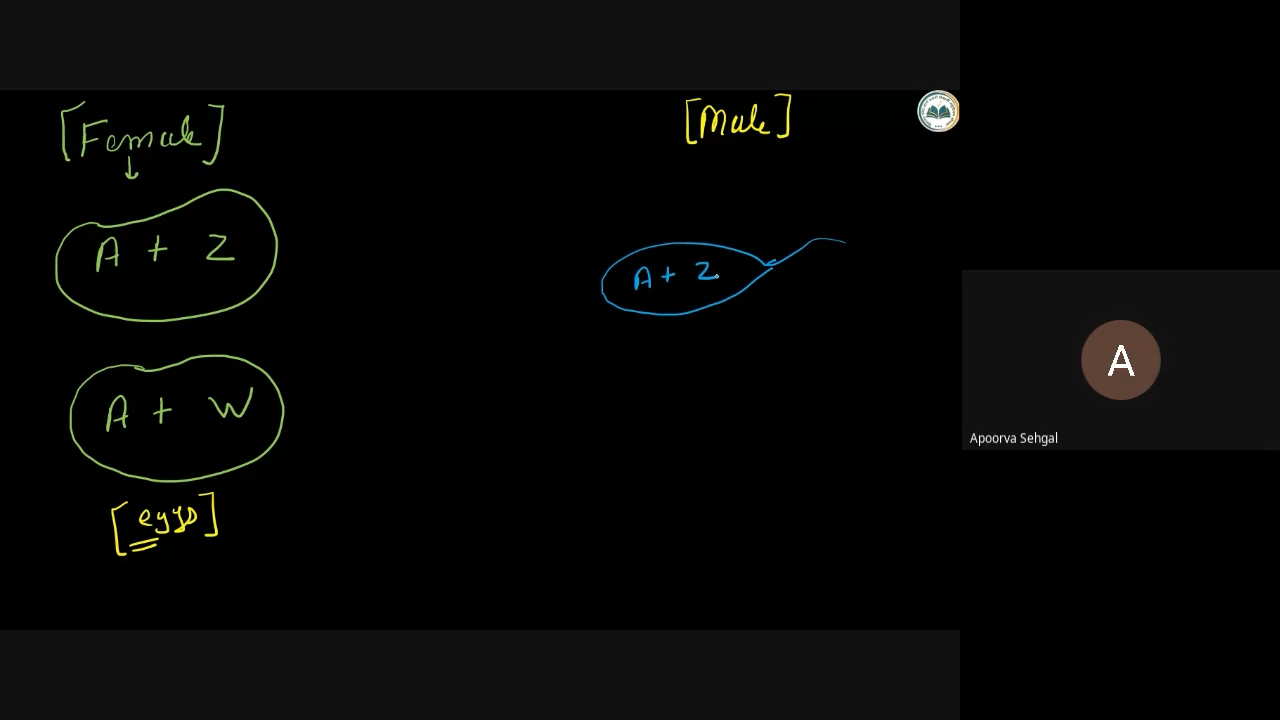 [Female]
[Male]
↓
A + Z
A + Z
A + W
[eggs]
A
Apoorva Sehgal